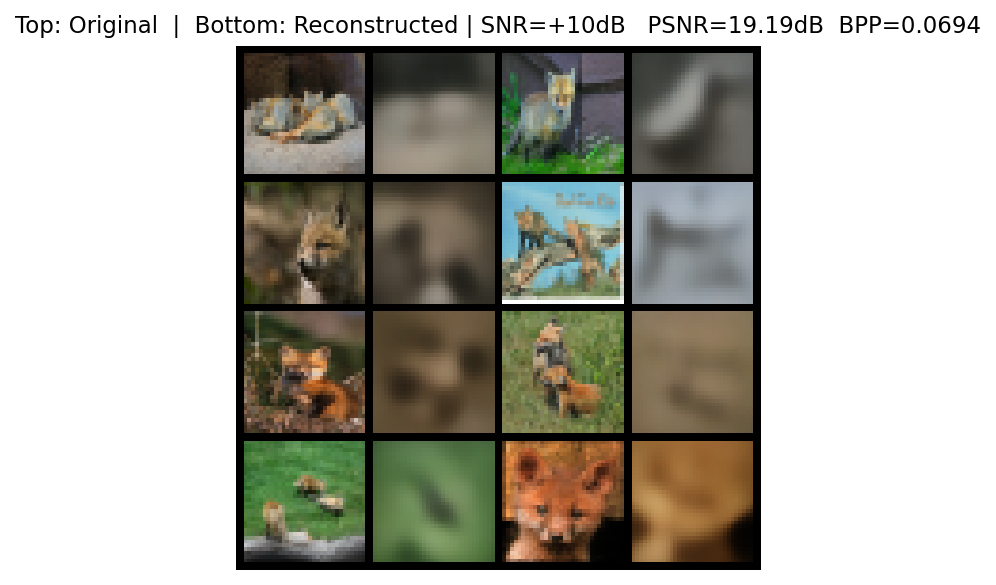 Top: Original | Bottom: Reconstructed | SNR=+10dB PSNR=19.19dB BPP=0.0694